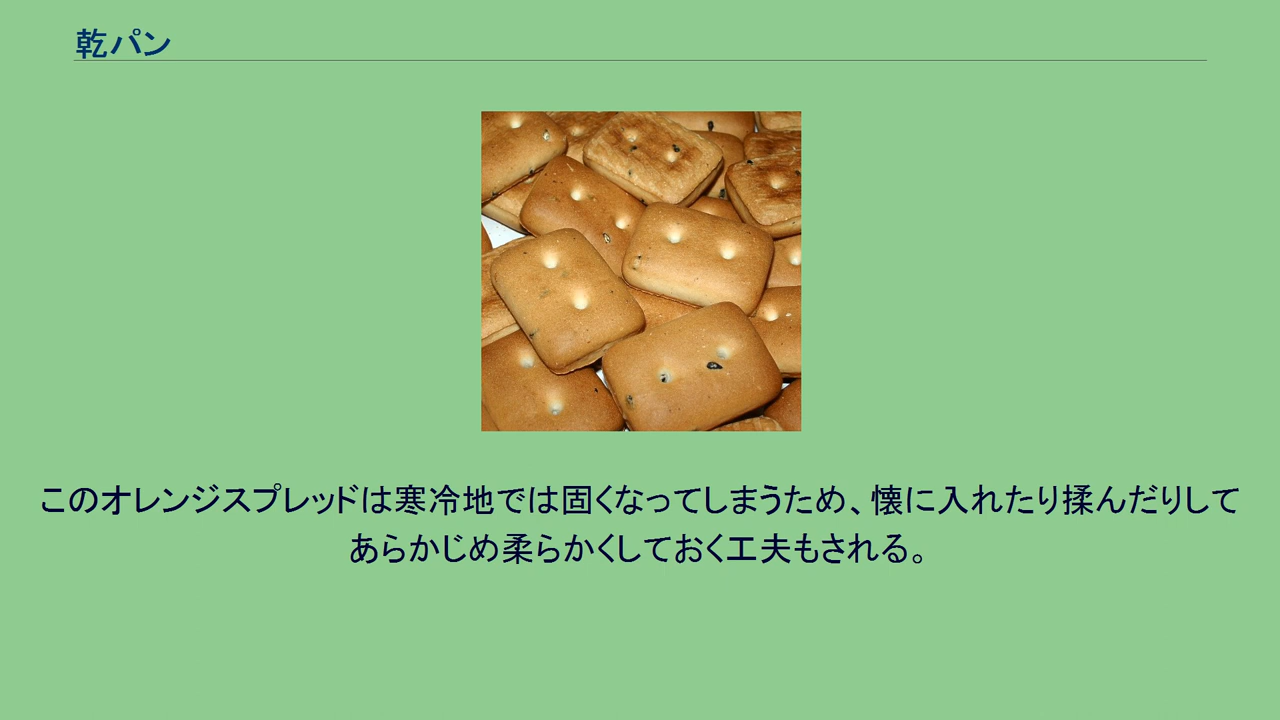 乾パン
このオレンジスプレッドは寒冷地では固くなってしまうため、懐に入れたり揉んだりして
あらかじめ柔らかくしておく工夫もされる。